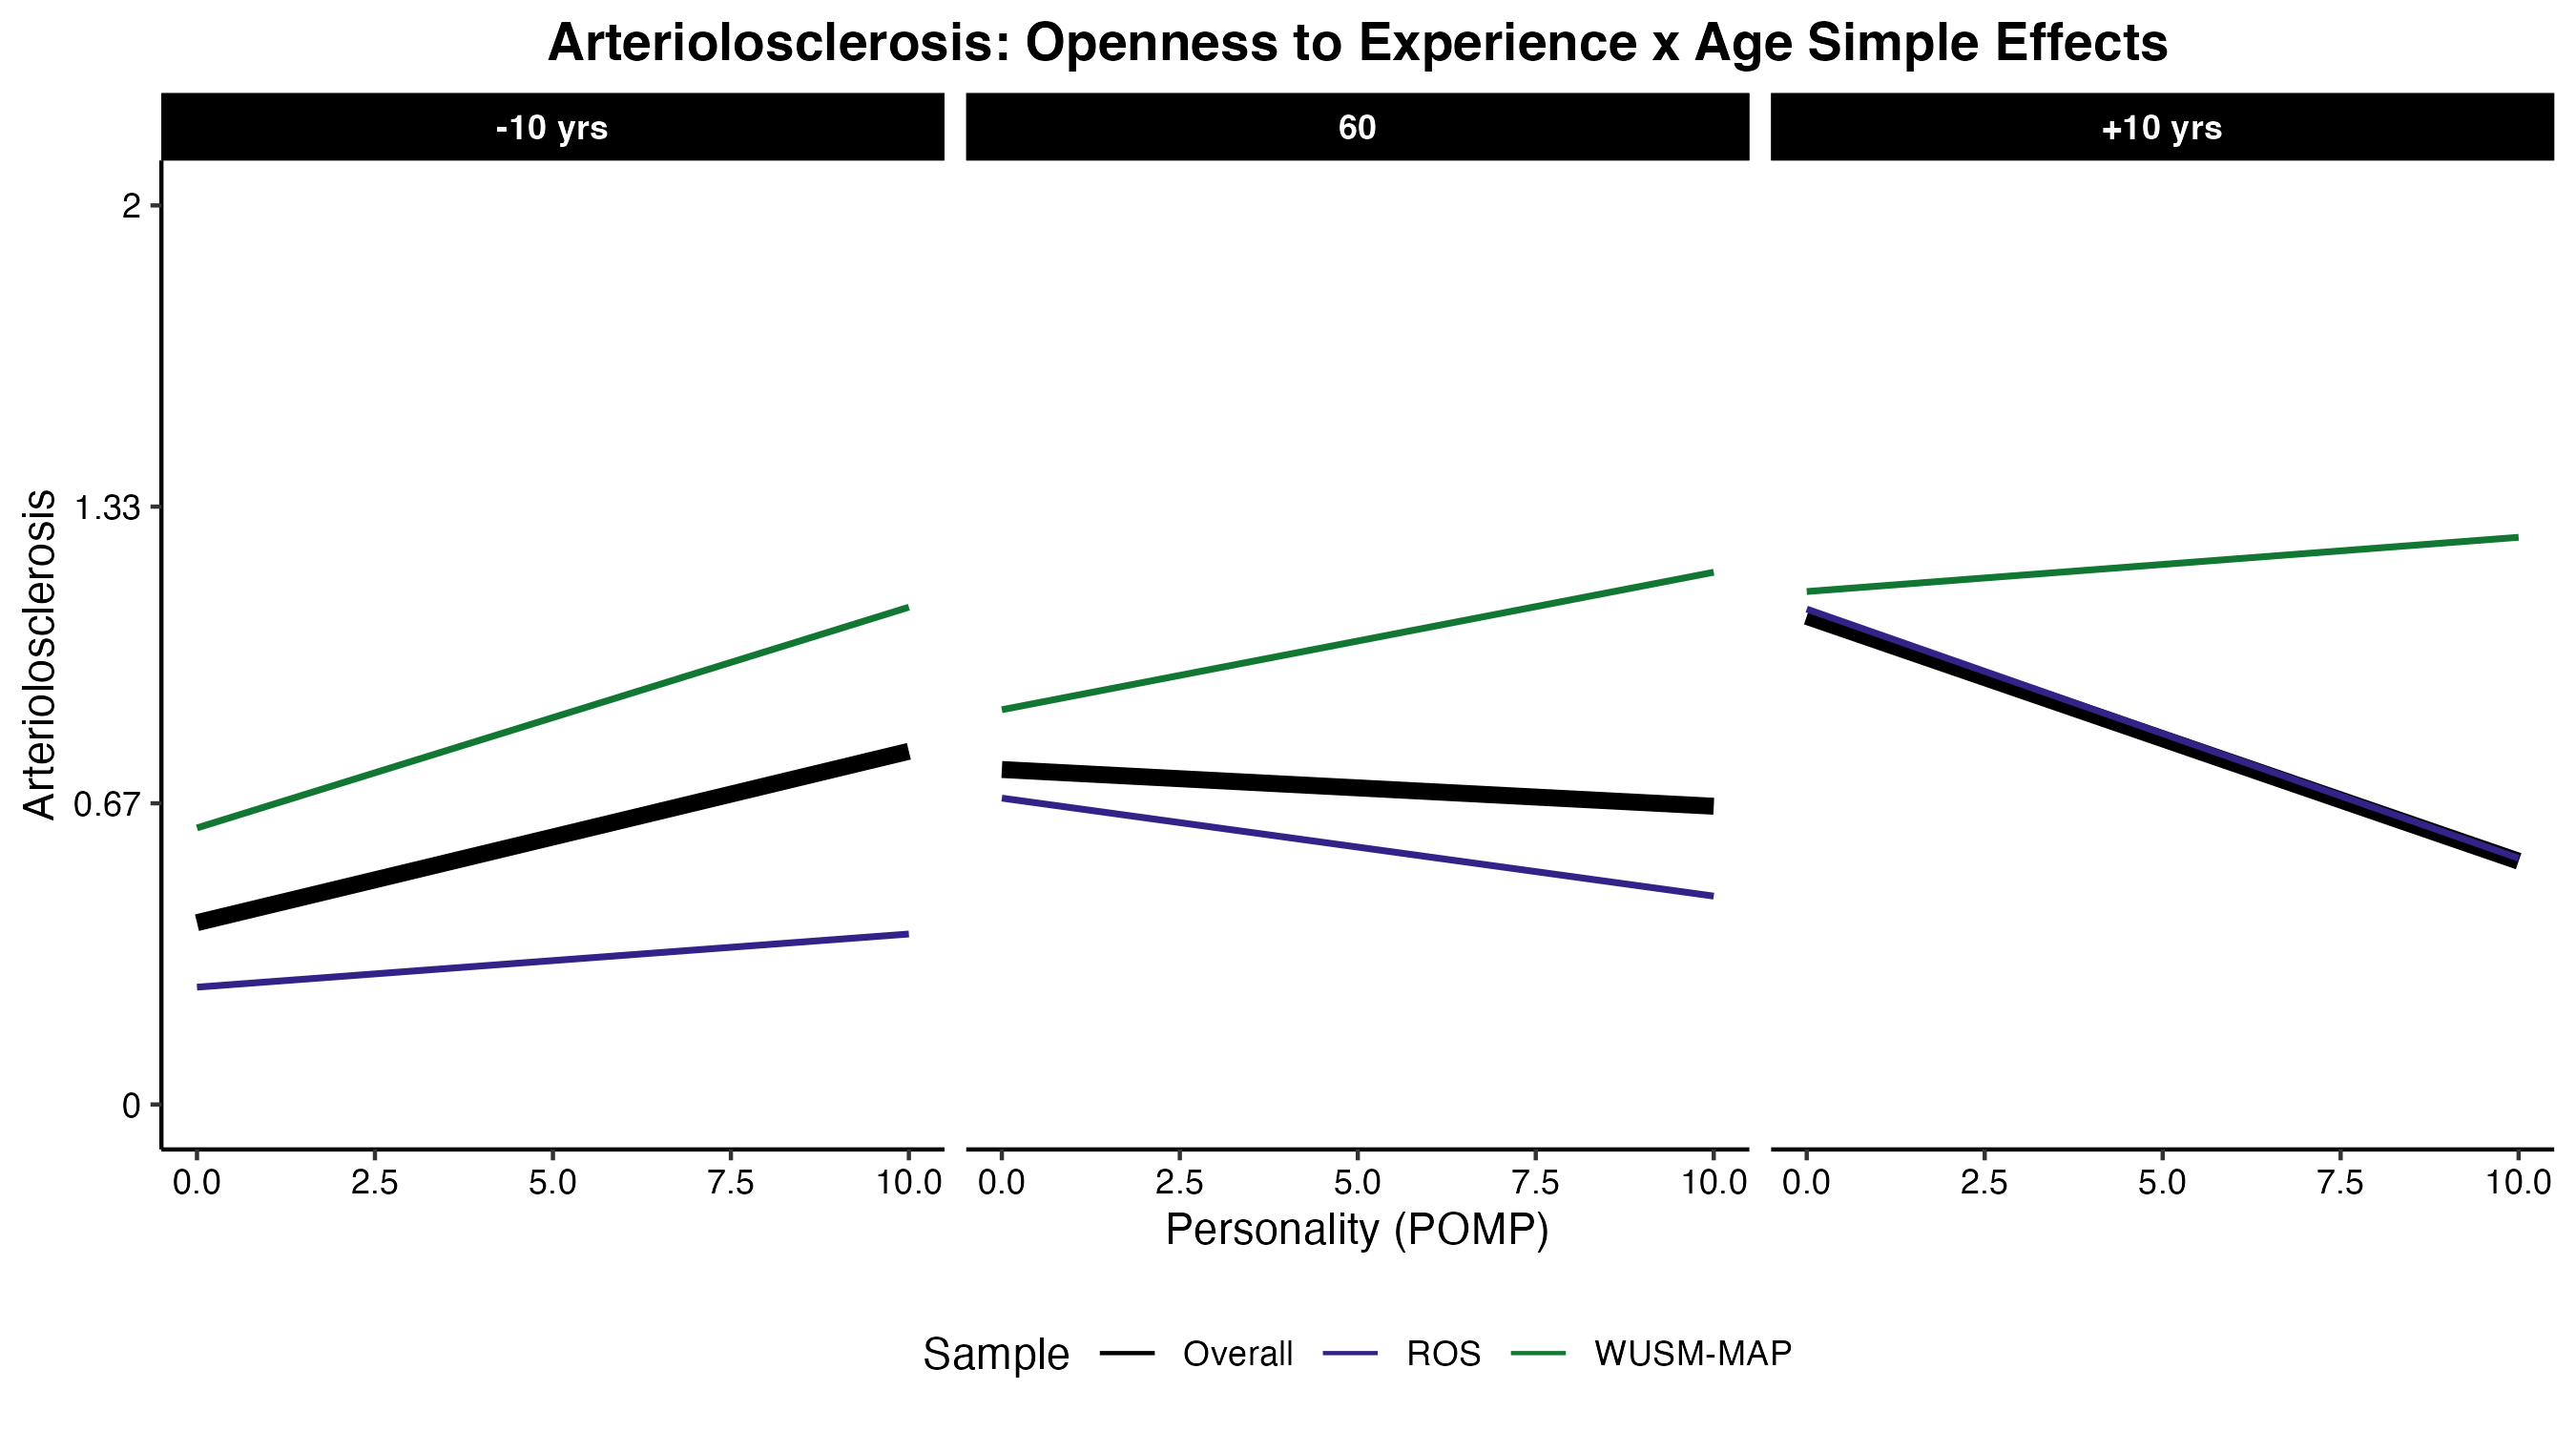 Arteriolosclerosis: Openness to Experience x Age Simple Effects
-10 yrs 60 +10 yrs
2
1.33
0.67
0
Arteriolosclerosis
0.0 2.5 5.0 7.5 10.0 0.0 2.5 5.0 7.5 10.0 0.0 2.5 5.0 7.5 10.0
Personality (POMP)
Sample Overall ROS WUSM-MAP